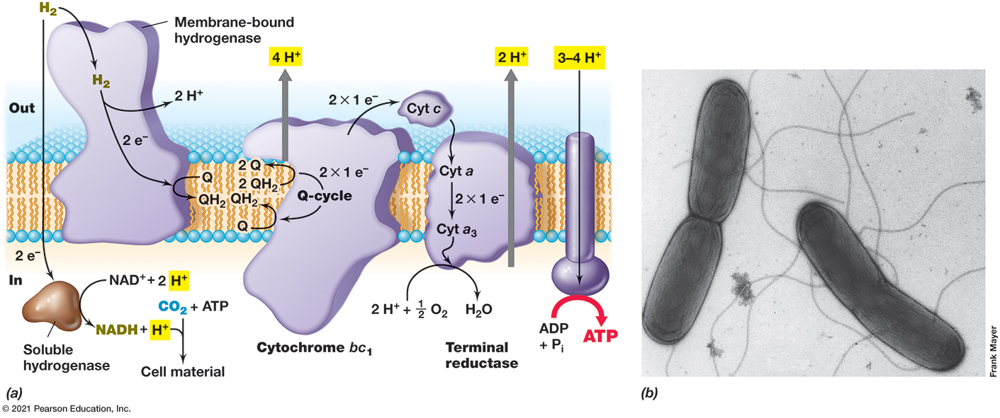 H₂
Membrane-bound
hydrogenase
4 H⁺
2 H⁺
3–4 H⁺
H₂
2 H⁺
Out
2 × 1 e⁻
Cyt c
2 e⁻
2 Q
2 QH₂
2 × 1 e⁻
Cyt a
Q
QH₂
QH₂
Q-cycle
2 × 1 e⁻
Q
Cyt a₃
2 e⁻
In
NAD⁺ + 2 H⁺
CO₂ + ATP
2 H⁺ + ½ O₂
H₂O
NADH + H⁺
ADP
+ Pᵢ
ATP
Soluble
hydrogenase
Cell material
Cytochrome bc₁
Terminal
reductase
Frank Mayer
(a)
(b)
© 2021 Pearson Education, Inc.